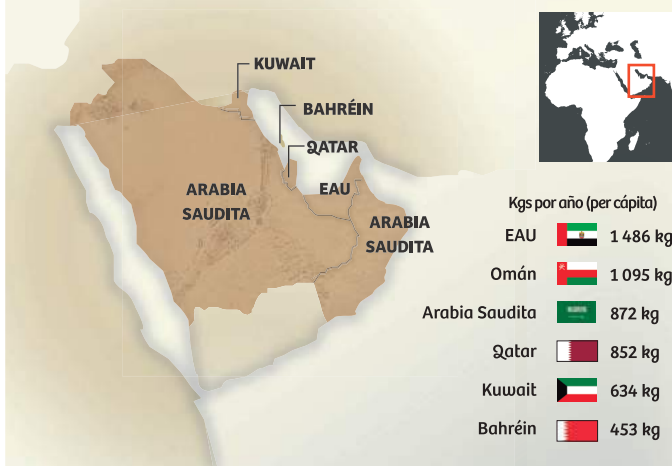 KUWAIT
BAHRÉIN
QATAR
ARABIA
SAUDITA
EAU
ARABIA
SAUDITA
Kgs por año (per cápita)
EAU 1 486 kg
Omán 1 095 kg
Arabia Saudita 872 kg
Qatar 852 kg
Kuwait 634 kg
Bahréin 453 kg